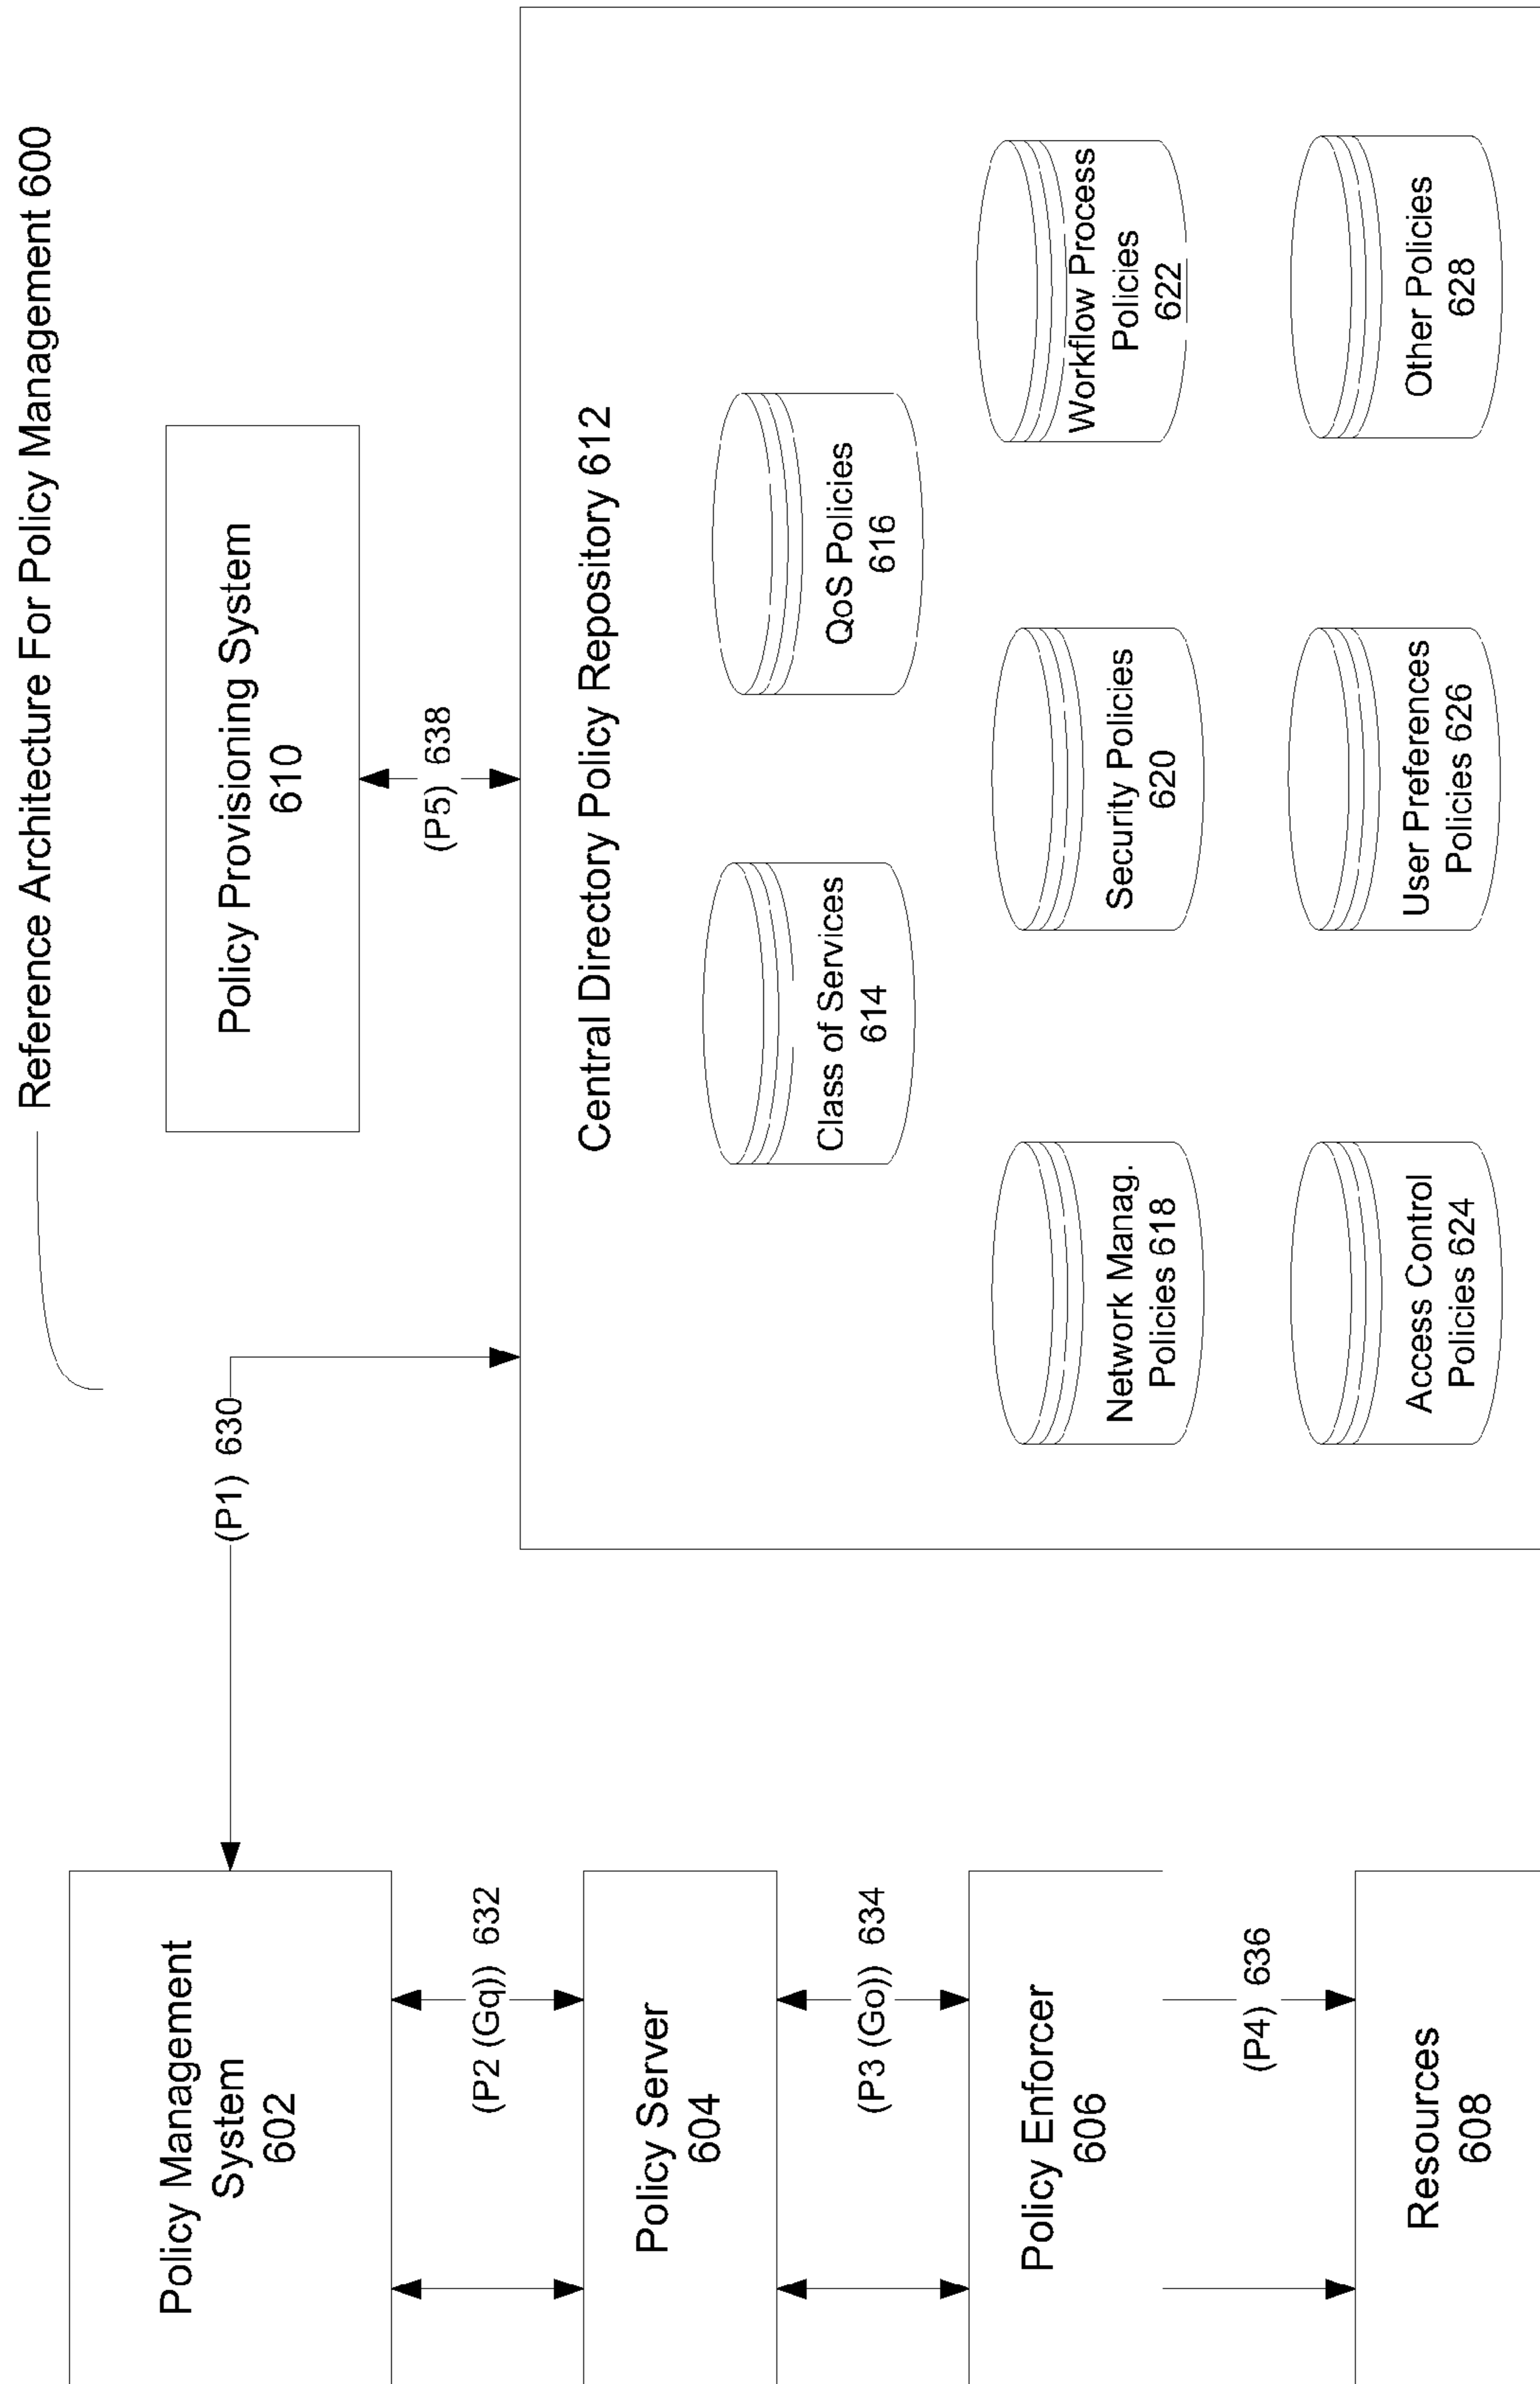 Reference Architecture For Policy Management 600
Policy Management
System
602
(P1) 630
Policy Provisioning System
610
(P2 (Gq)) 632
(P5) 638
Policy Server
604
Central Directory Policy Repository 612
(P3 (Go)) 634
Class of Services
614
QoS Policies
616
Policy Enforcer
606
Network Manag.
Policies 618
Security Policies
620
Workflow Process
Policies
622
(P4) 636
Resources
608
Access Control
Policies 624
User Preferences
Policies 626
Other Policies
628